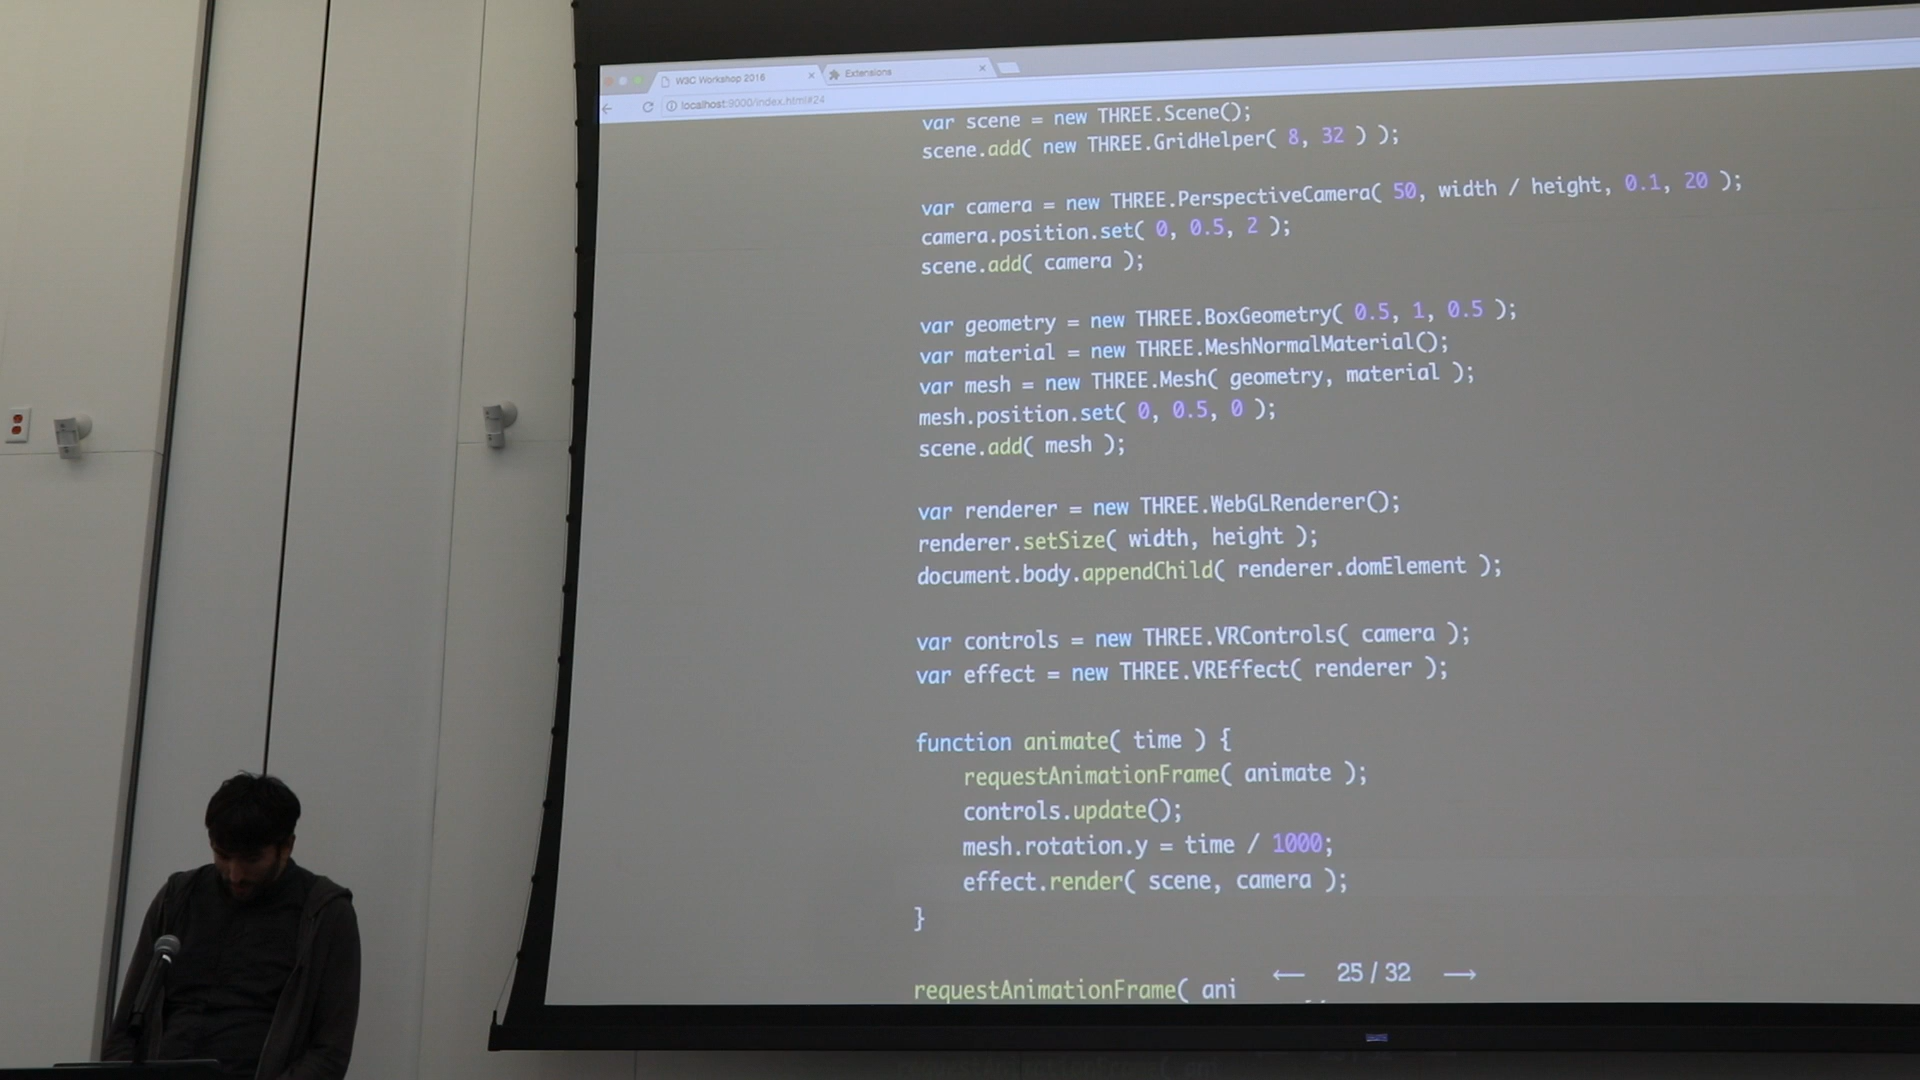 W3C Workshop 2016
Extensions
localhost:9000/index.html#24
var scene = new THREE.Scene();
scene.add( new THREE.GridHelper( 8, 32 ) );
var camera = new THREE.PerspectiveCamera( 50, width / height, 0.1, 20 );
camera.position.set( 0, 0.5, 2 );
scene.add( camera );
var geometry = new THREE.BoxGeometry( 0.5, 1, 0.5 );
var material = new THREE.MeshNormalMaterial();
var mesh = new THREE.Mesh( geometry, material );
mesh.position.set( 0, 0.5, 0 );
scene.add( mesh );
var renderer = new THREE.WebGLRenderer();
renderer.setSize( width, height );
document.body.appendChild( renderer.domElement );
var controls = new THREE.VRControls( camera );
var effect = new THREE.VREffect( renderer );
function animate( time ) {
requestAnimationFrame( animate );
controls.update();
mesh.rotation.y = time / 1000;
effect.render( scene, camera );
}
requestAnimationFrame( ani
← 25 / 32 →